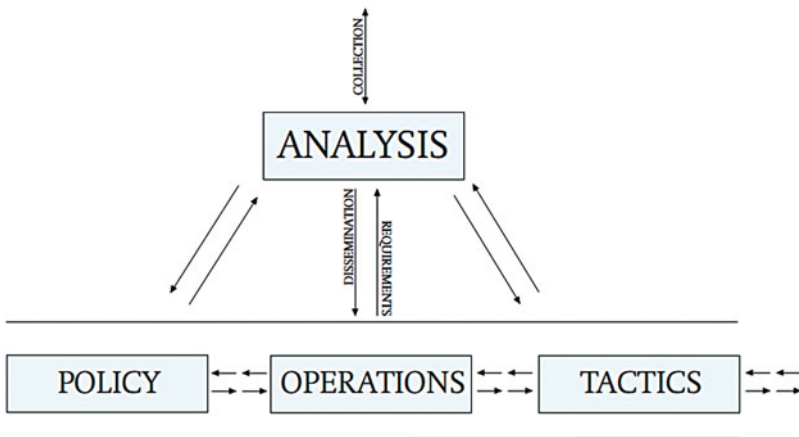 COLLECTION
ANALYSIS
DISSEMINATION
REQUIREMENTS
POLICY
OPERATIONS
TACTICS